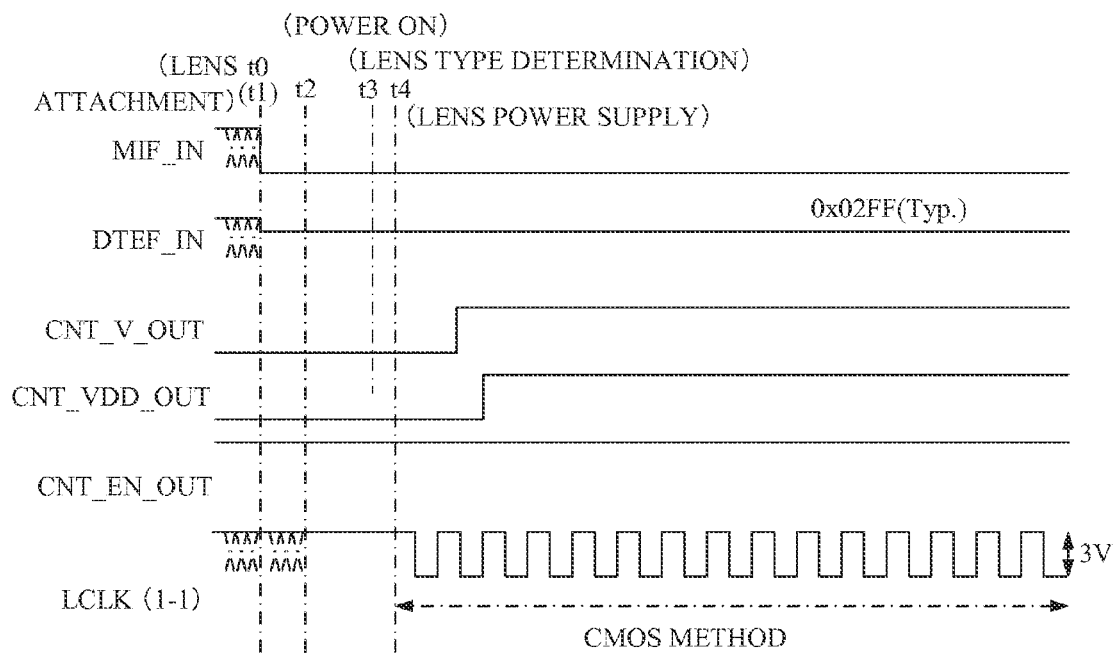 (POWER ON)
(LENS t0 (LENS TYPE DETERMINATION)
ATTACHMENT) (t1) t2 t3 t4
(LENS POWER SUPPLY)
MIF_IN
0x02FF(Typ.)
DTEF_IN
CNT_V_OUT
CNT_VDD_OUT
CNT_EN_OUT
3V
LCLK (1-1)
CMOS METHOD